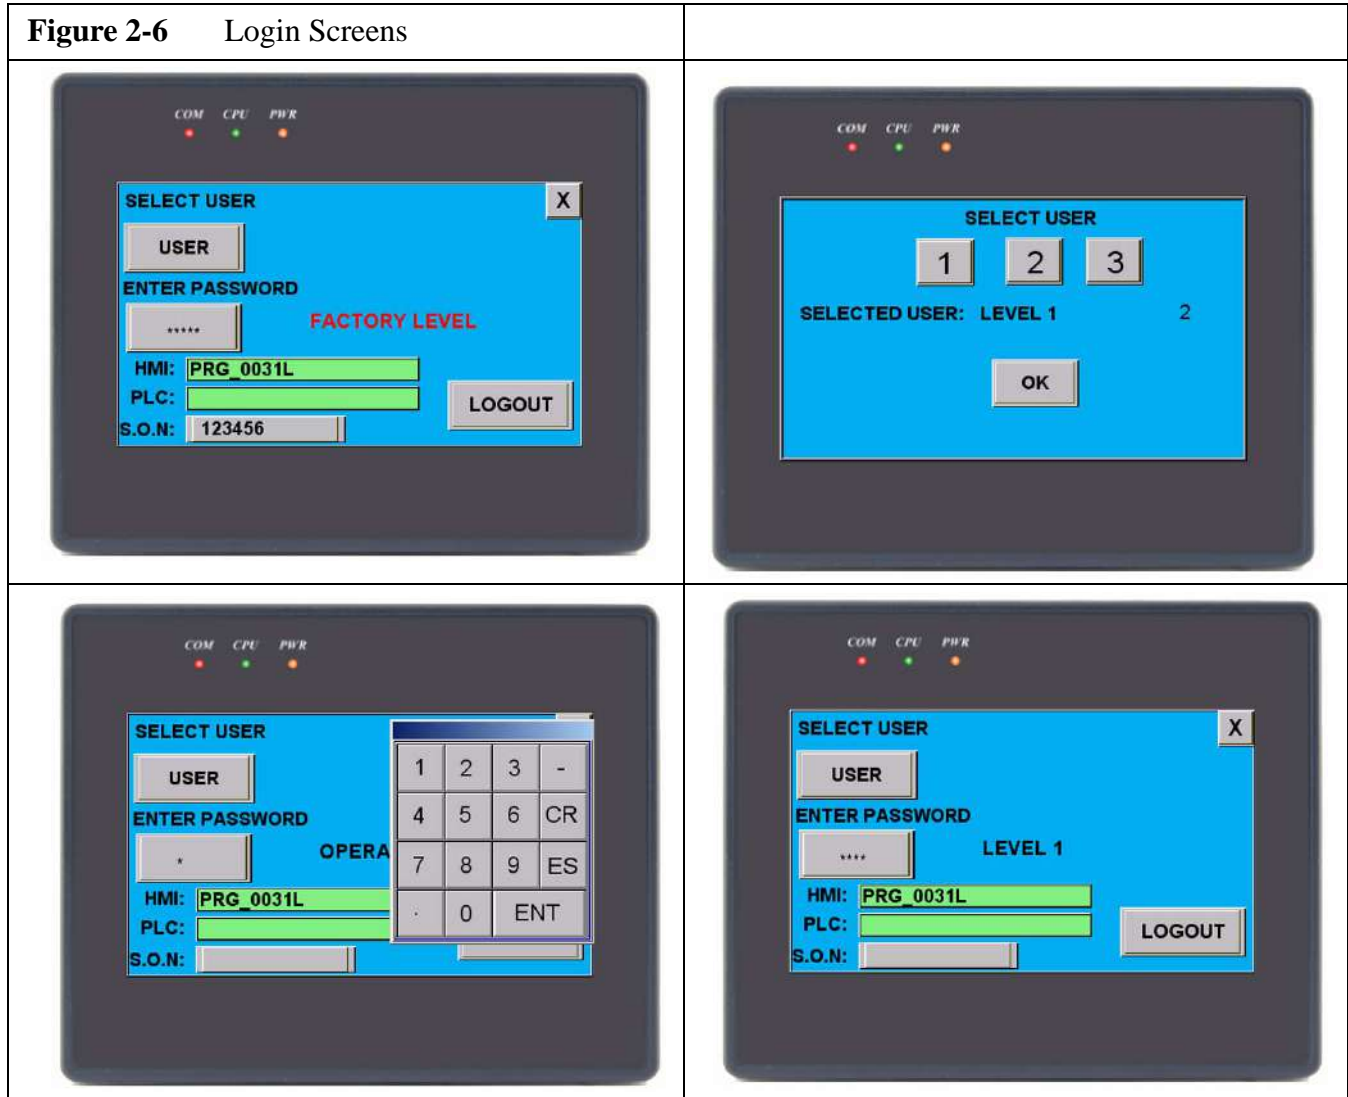 Figure 2-6 Login Screens
COM CPU PWR
SELECT USER X
USER
ENTER PASSWORD
***** FACTORY LEVEL
HMI: PRG_0031L
PLC:
LOGOUT
S.O.N: 123456
COM CPU PWR
SELECT USER
1 2 3
SELECTED USER: LEVEL 1 2
OK
COM CPU PWR
SELECT USER
USER
ENTER PASSWORD
* OPERA
HMI: PRG_0031L
PLC:
S.O.N:
1 2 3 -
4 5 6 CR
7 8 9 ES
. 0 ENT
COM CPU PWR
SELECT USER X
USER
ENTER PASSWORD
**** LEVEL 1
HMI: PRG_0031L
PLC:
LOGOUT
S.O.N: